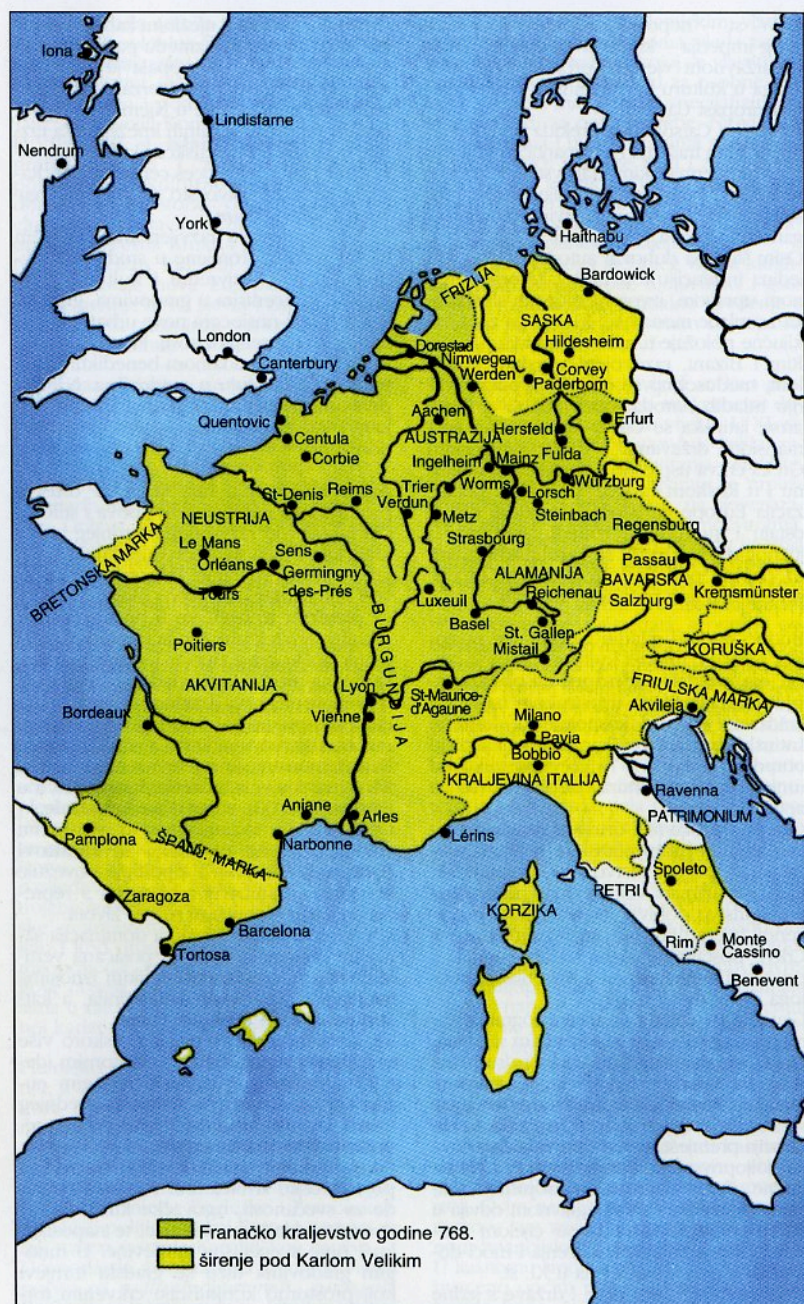 Iona
Lindisfarne
Nendrum
York
Haithabu
Bardowick
FRIZIJA
SASKA
London
Hildesheim
Dorestad
Canterbury
Nimwegen
Corvey
Werden
Paderborn
Quentovic
Aachen
Erfurt
Hersfeld
Centula
AUSTRAZIJA
Corbie
Fulda
Ingelheim
Mainz
Würzburg
St-Denis
Reims
Trier
Worms
Lorsch
Verdun
NEUSTRIJA
Metz
Steinbach
Regensburg
Le Mans
Sens
Strasbourg
BRETONSKA MARKA
Orléans
Germingny
-des-Prés
Passau
ALAMANIJA
BAVARSKA
Kremsmünster
Tours
Luxeuil
Reichenau
Salzburg
Basel
BURGUNDIJA
St. Gallen
Poitiers
Mistail
KORUŠKA
AKVITANIJA
Lyon
St-Maurice-
d'Agaune
FRIULSKA MARKA
Akvileja
Bordeaux
Vienne
Milano
Pavia
Bobbio
KRALJEVINA ITALIJA
Ravenna
Aniane
Arles
PATRIMONIUM
Pamplona
ŠPANJ. MARKA
Narbonne
Lérins
Spoleto
PETRI
Zaragoza
KORZIKA
Barcelona
Rim
Monte
Cassino
Tortosa
Benevent
Franačko kraljevstvo godine 768.
širenje pod Karlom Velikim